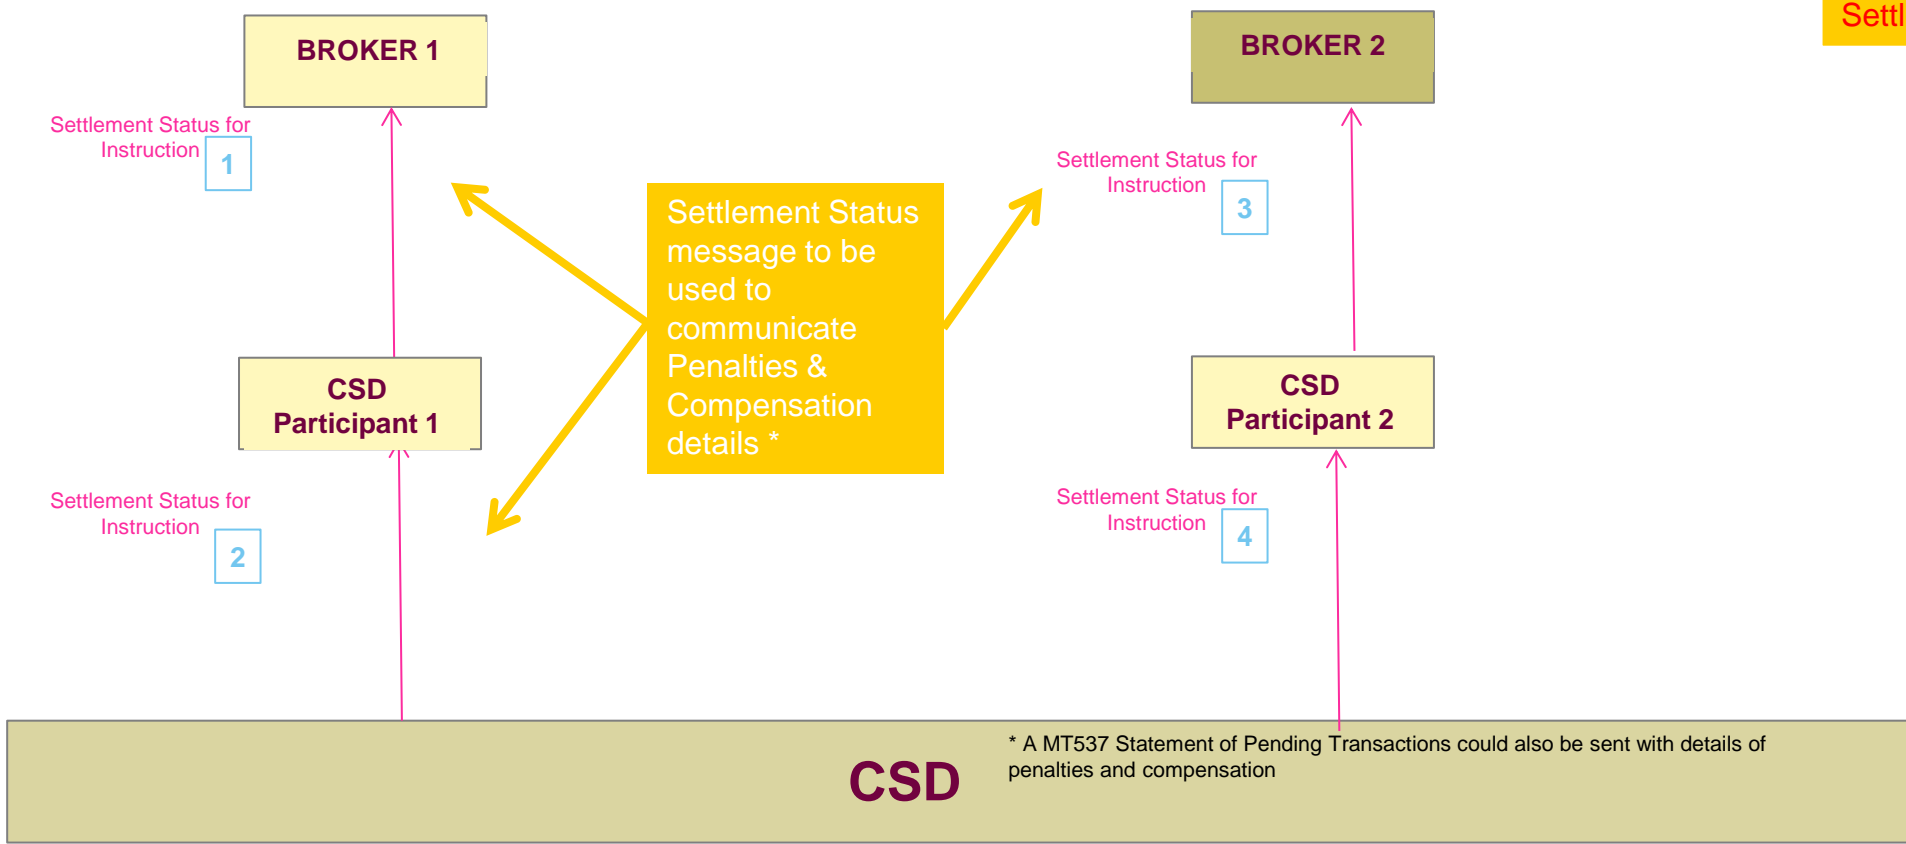 Settl
BROKER 1
BROKER 2
Settlement Status for
Instruction
1
Settlement Status for
Instruction
3
Settlement Status
message to be
used to
communicate
Penalties &
Compensation
details *
CSD
Participant 1
CSD
Participant 2
Settlement Status for
Instruction
2
Settlement Status for
Instruction
4
* A MT537 Statement of Pending Transactions could also be sent with details of
penalties and compensation
CSD